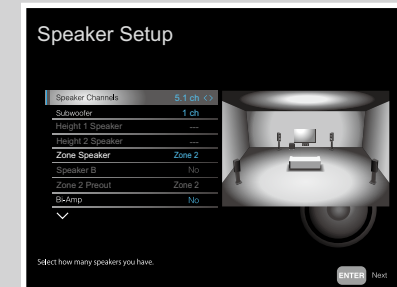 Speaker Setup
Speaker Channels 5.1 ch <>
Subwoofer 1 ch
Height 1 Speaker ---
Height 2 Speaker ---
Zone Speaker Zone 2
Speaker B No
Zone 2 Preout Zone 2
Bi-Amp No
Select how many speakers you have.
ENTER Next